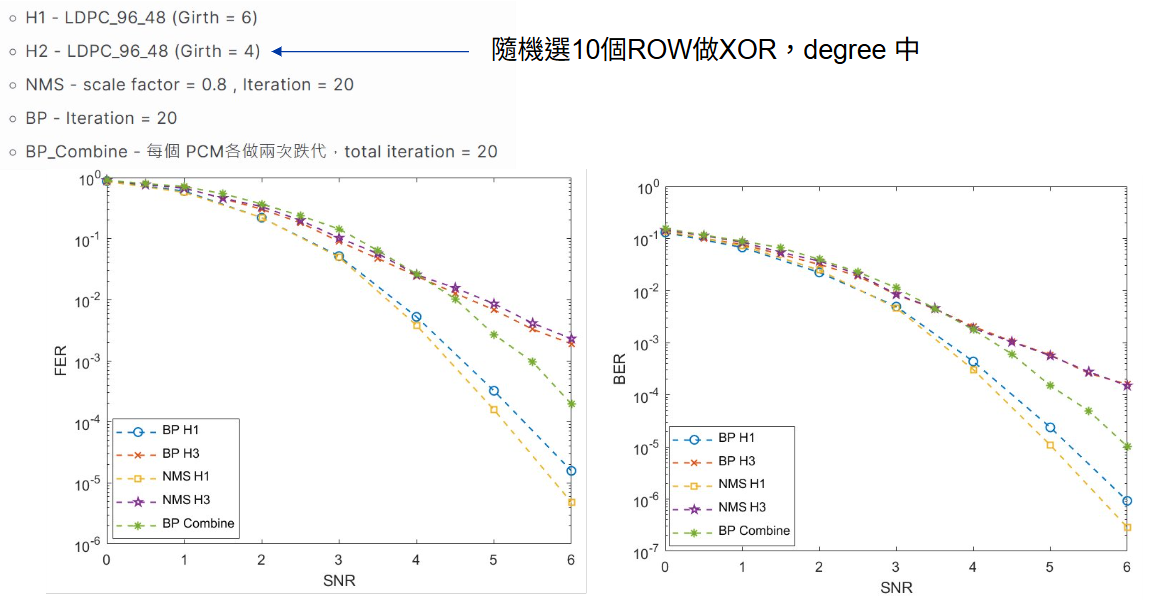 H1 - LDPC_96_48 (Girth = 6)
H2 - LDPC_96_48 (Girth = 4)
隨機選10個ROW做XOR，degree 中
NMS - scale factor = 0.8 , Iteration = 20
BP - Iteration = 20
BP_Combine - 每個 PCM各做兩次跌代，total iteration = 20
10^0
10^-1
10^-2
10^-3
10^-4
10^-5
10^-6
FER
BP H1
BP H3
NMS H1
NMS H3
BP Combine
0 1 2 3 4 5 6
SNR
10^0
10^-1
10^-2
10^-3
10^-4
10^-5
10^-6
10^-7
BER
BP H1
BP H3
NMS H1
NMS H3
BP Combine
0 1 2 3 4 5 6
SNR